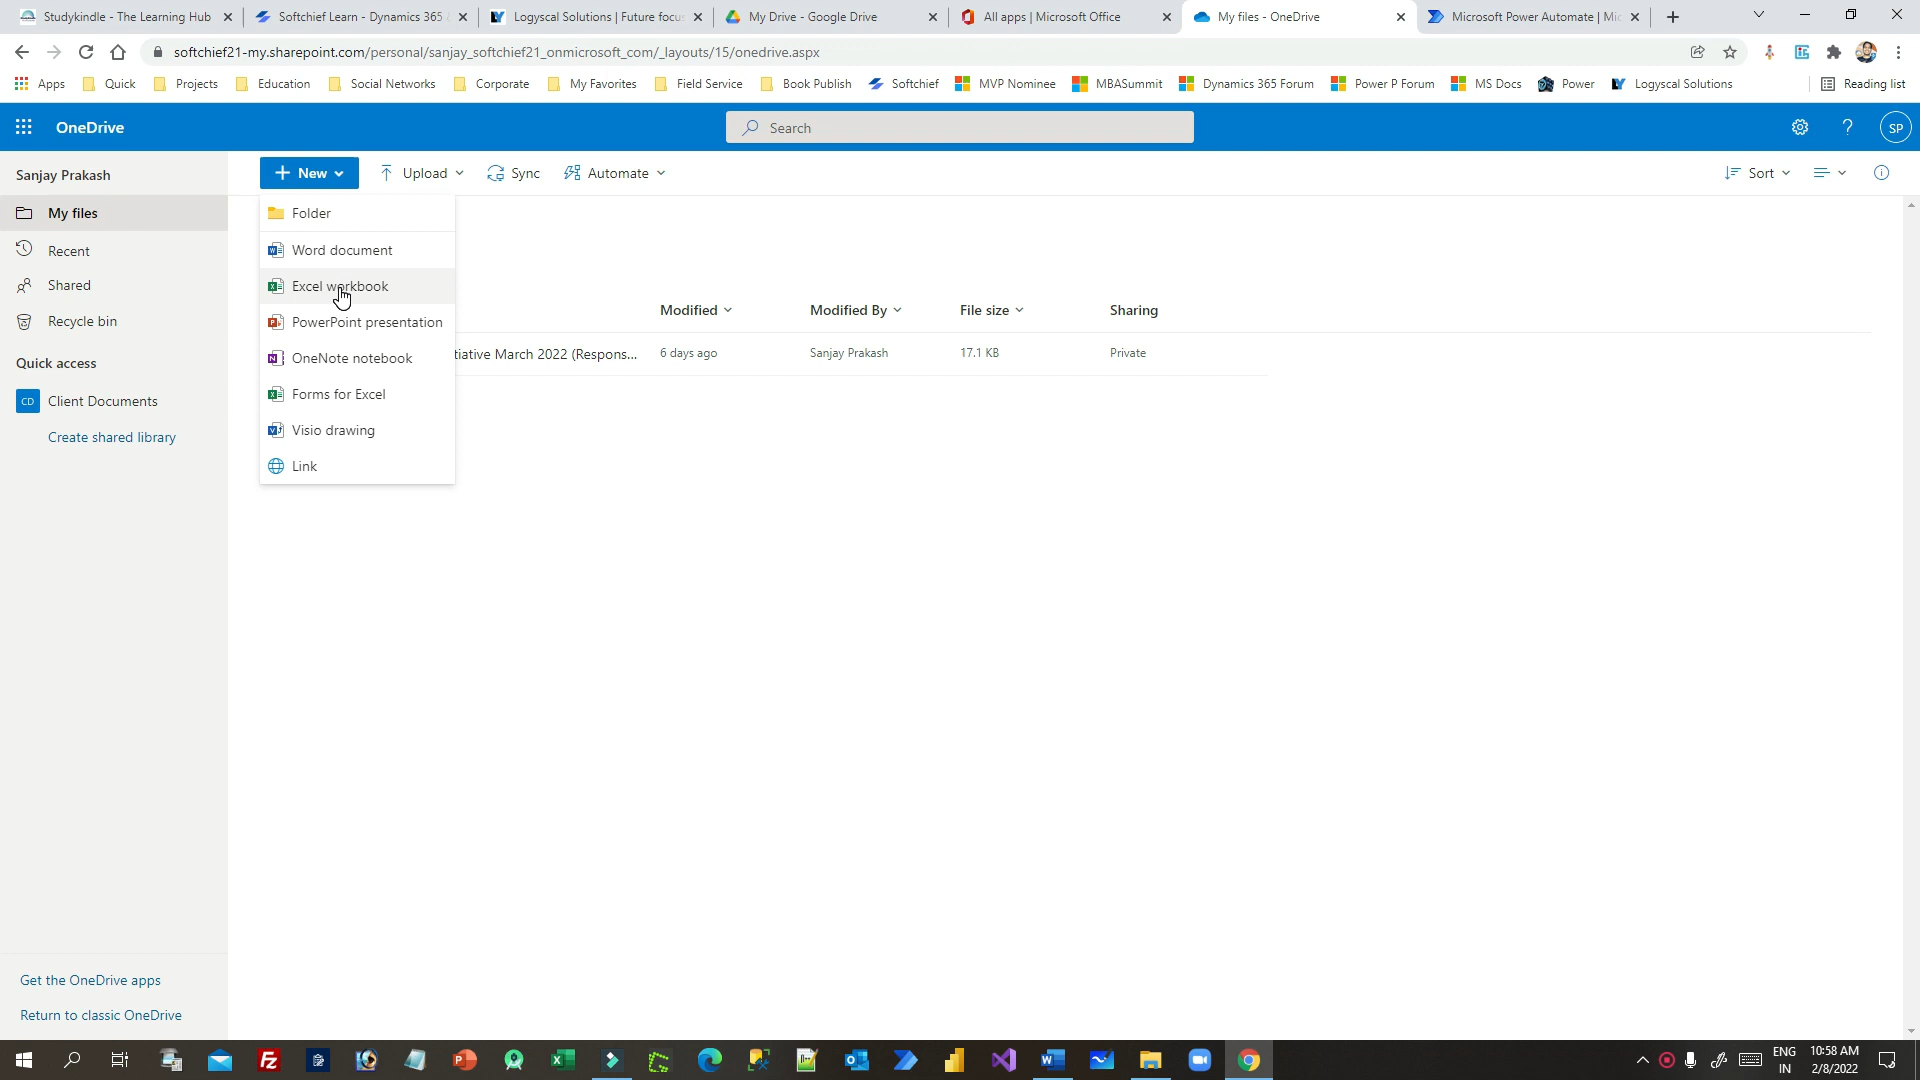 Studykindle - The Learning Hub
Softchief Learn - Dynamics 365
Logyscal Solutions | Future focu
My Drive - Google Drive
All apps | Microsoft Office
My files - OneDrive
Microsoft Power Automate | Mic
softchief21-my.sharepoint.com/personal/sanjay_softchief21_onmicrosoft_com/_layouts/15/onedrive.aspx
Apps
Quick
Projects
Education
Social Networks
Corporate
My Favorites
Field Service
Book Publish
Softchief
MVP Nominee
MBASummit
Dynamics 365 Forum
Power P Forum
MS Docs
Power
Logyscal Solutions
Reading list
OneDrive
Search
?
SP
Sanjay Prakash
New
Upload
Sync
Automate
Sort
My files
Recent
Shared
Recycle bin
Quick access
CD Client Documents
Create shared library
Folder
Word document
Excel workbook
PowerPoint presentation
OneNote notebook
Forms for Excel
Visio drawing
Link
Modified
Modified By
File size
Sharing
tiative March 2022 (Respons...
6 days ago
Sanjay Prakash
17.1 KB
Private
Get the OneDrive apps
Return to classic OneDrive
ENG
IN
10:58 AM
2/8/2022